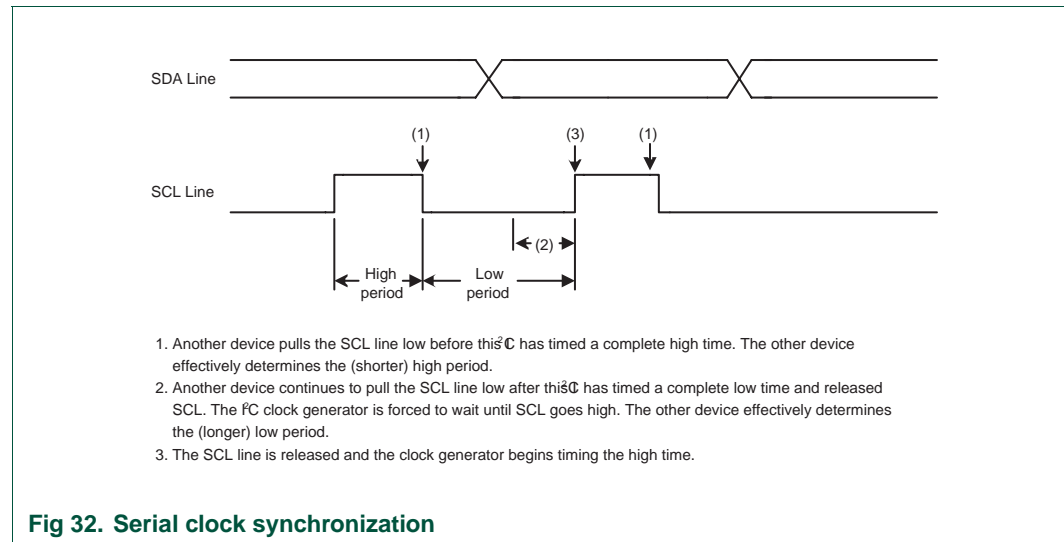 SDA Line
(1) (3) (1)
SCL Line
(2)
High period
Low period
1. Another device pulls the SCL line low before this I²C has timed a complete high time. The other device
effectively determines the (shorter) high period.
2. Another device continues to pull the SCL line low after this I²C has timed a complete low time and released
SCL. The I²C clock generator is forced to wait until SCL goes high. The other device effectively determines
the (longer) low period.
3. The SCL line is released and the clock generator begins timing the high time.
Fig 32. Serial clock synchronization